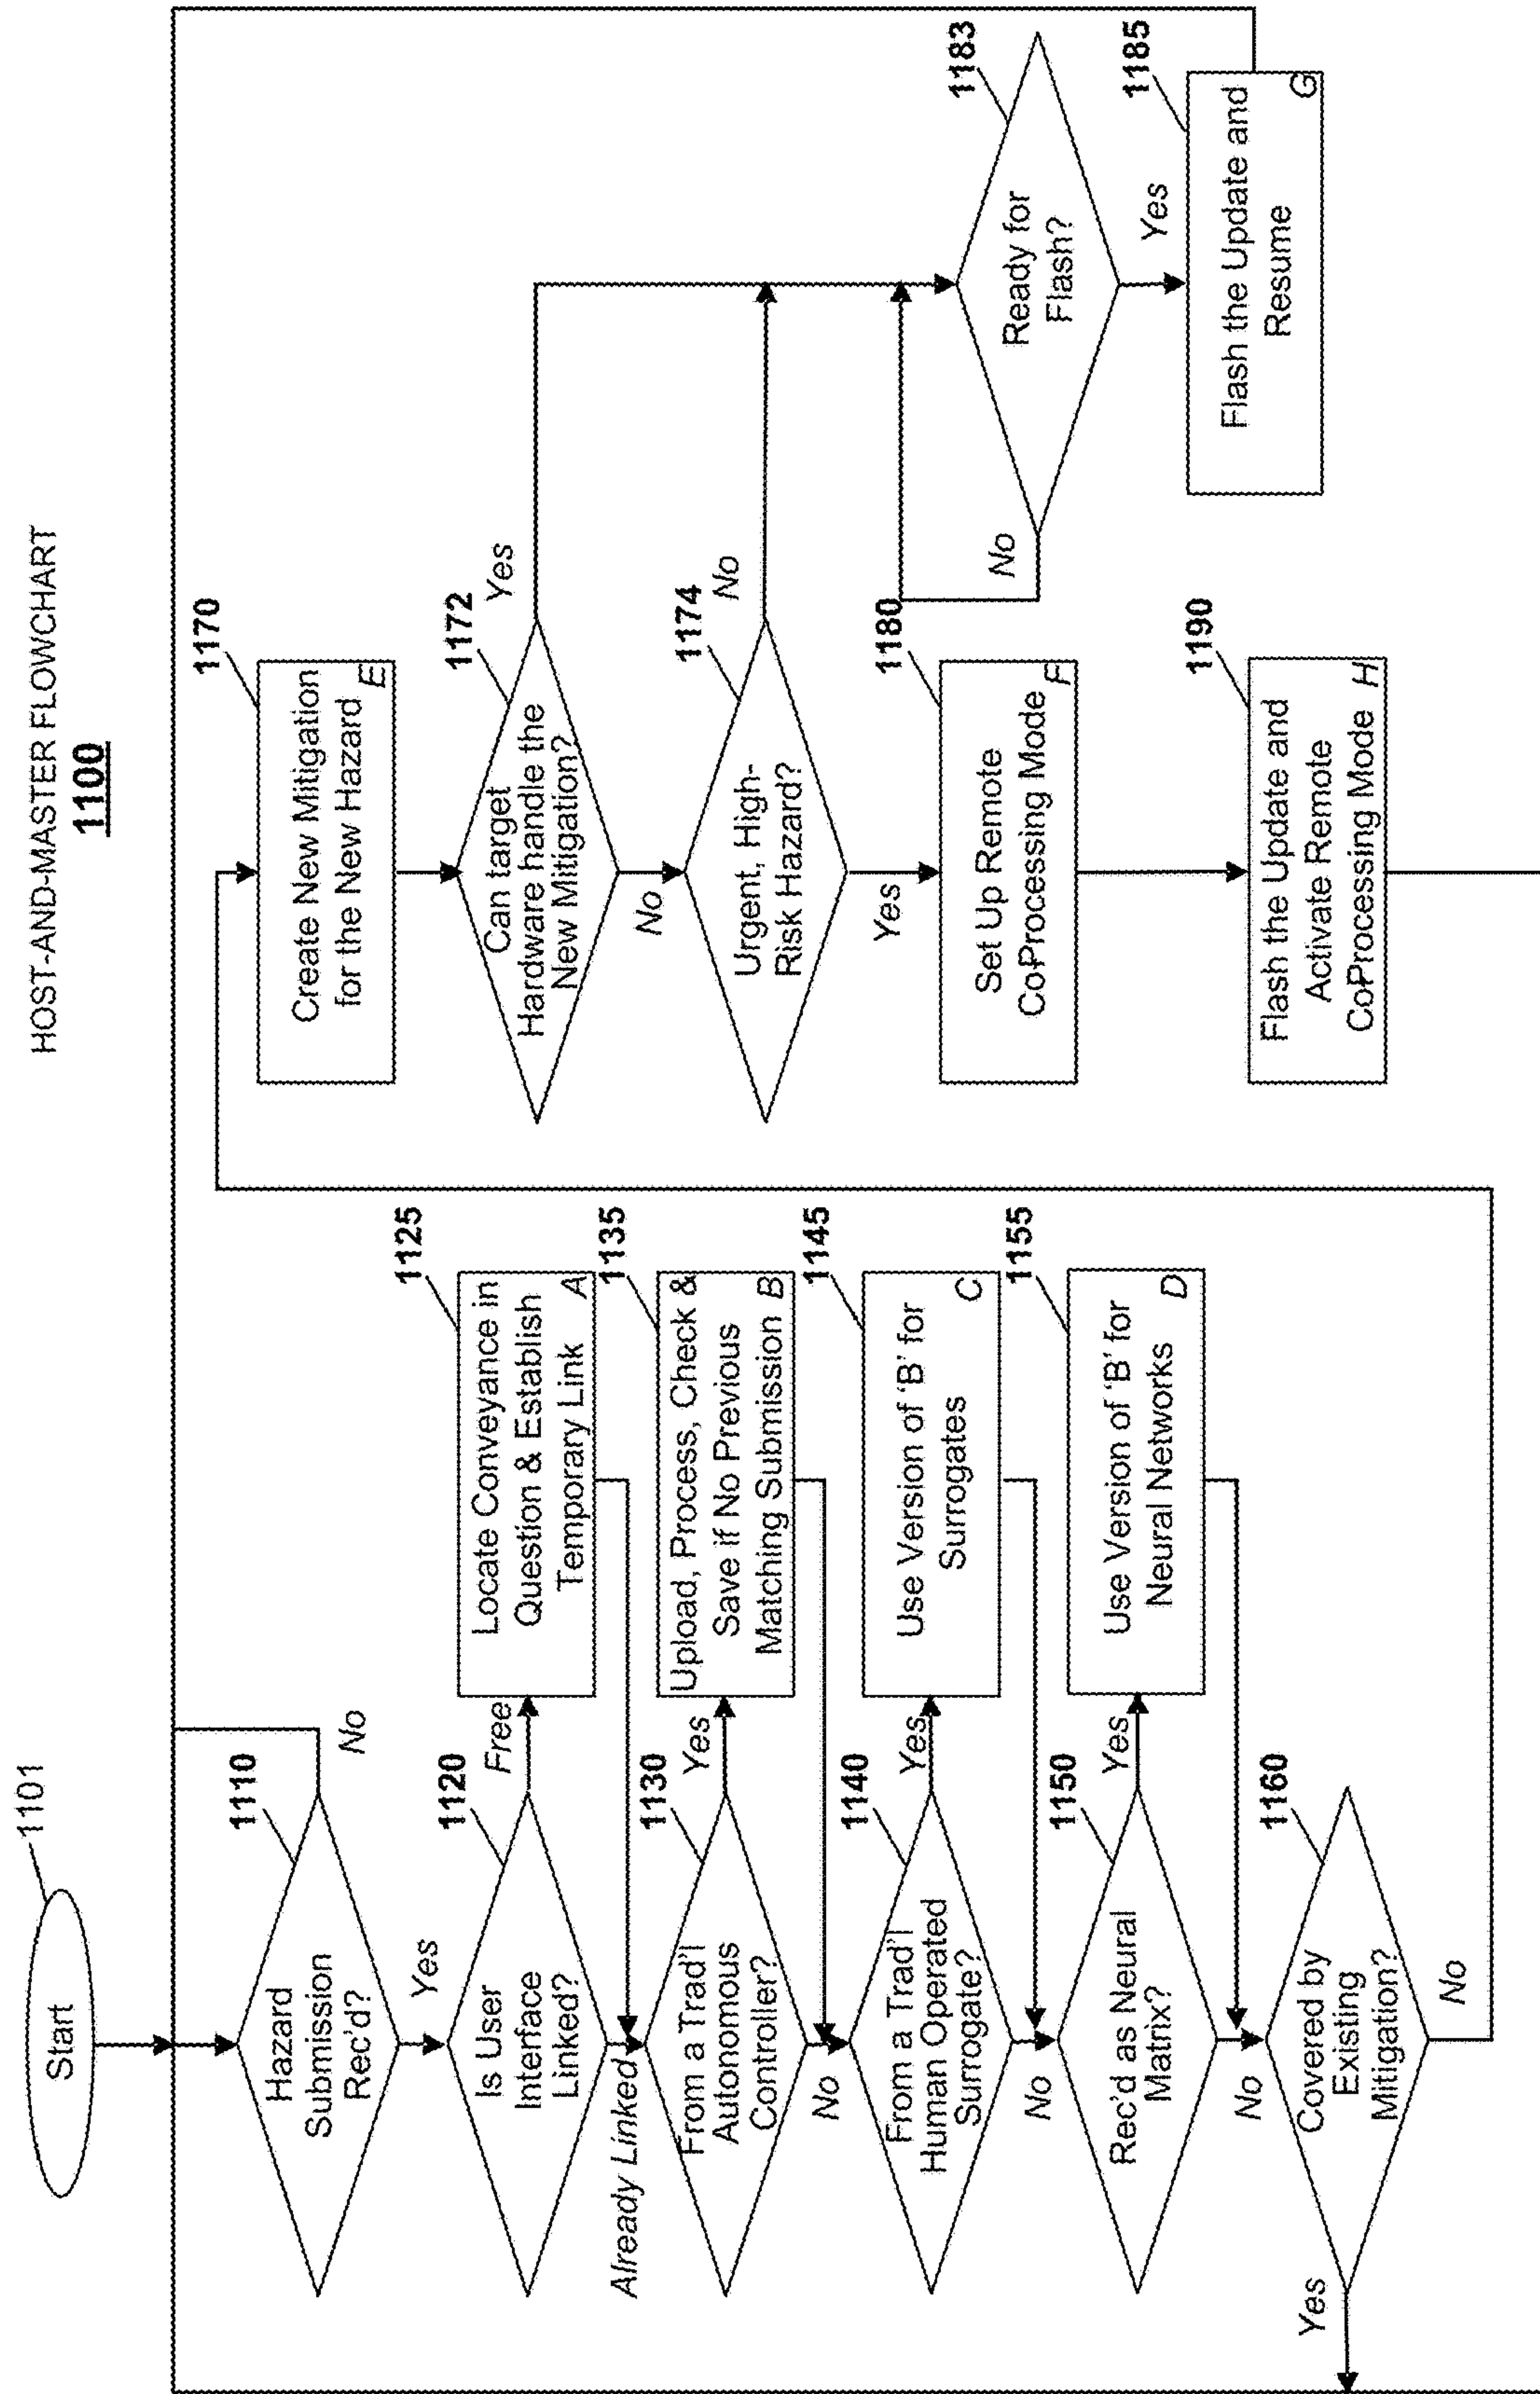 HOST-AND-MASTER FLOWCHART
1100
Start
1101
Hazard
Submission
Rec'd?
1110
No
Yes
Is User
Interface
Linked?
1120
Free
Locate Conveyance in
Question & Establish
Temporary Link
A
1125
Already Linked
From a Trad'l
Autonomous
Controller?
1130
Yes
Upload, Process, Check &
Save if No Previous
Matching Submission
B
1135
No
From a Trad'l
Human Operated
Surrogate?
1140
Yes
Use Version of 'B' for
Surrogates
C
1145
No
Rec'd as Neural
Matrix?
1150
Yes
Use Version of 'B' for
Neural Networks
D
1155
No
Covered by
Existing
Mitigation?
1160
Yes
No
1170
Create New Mitigation
for the New Hazard
E
1172
Can target
Hardware handle the
New Mitigation?
Yes
No
1174
Urgent, High-
Risk Hazard?
No
Yes
1180
Set Up Remote
CoProcessing Mode
F
1190
Flash the Update and
Activate Remote
CoProcessing Mode
H
1183
Ready for
Flash?
No
Yes
1185
Flash the Update and
Resume
G